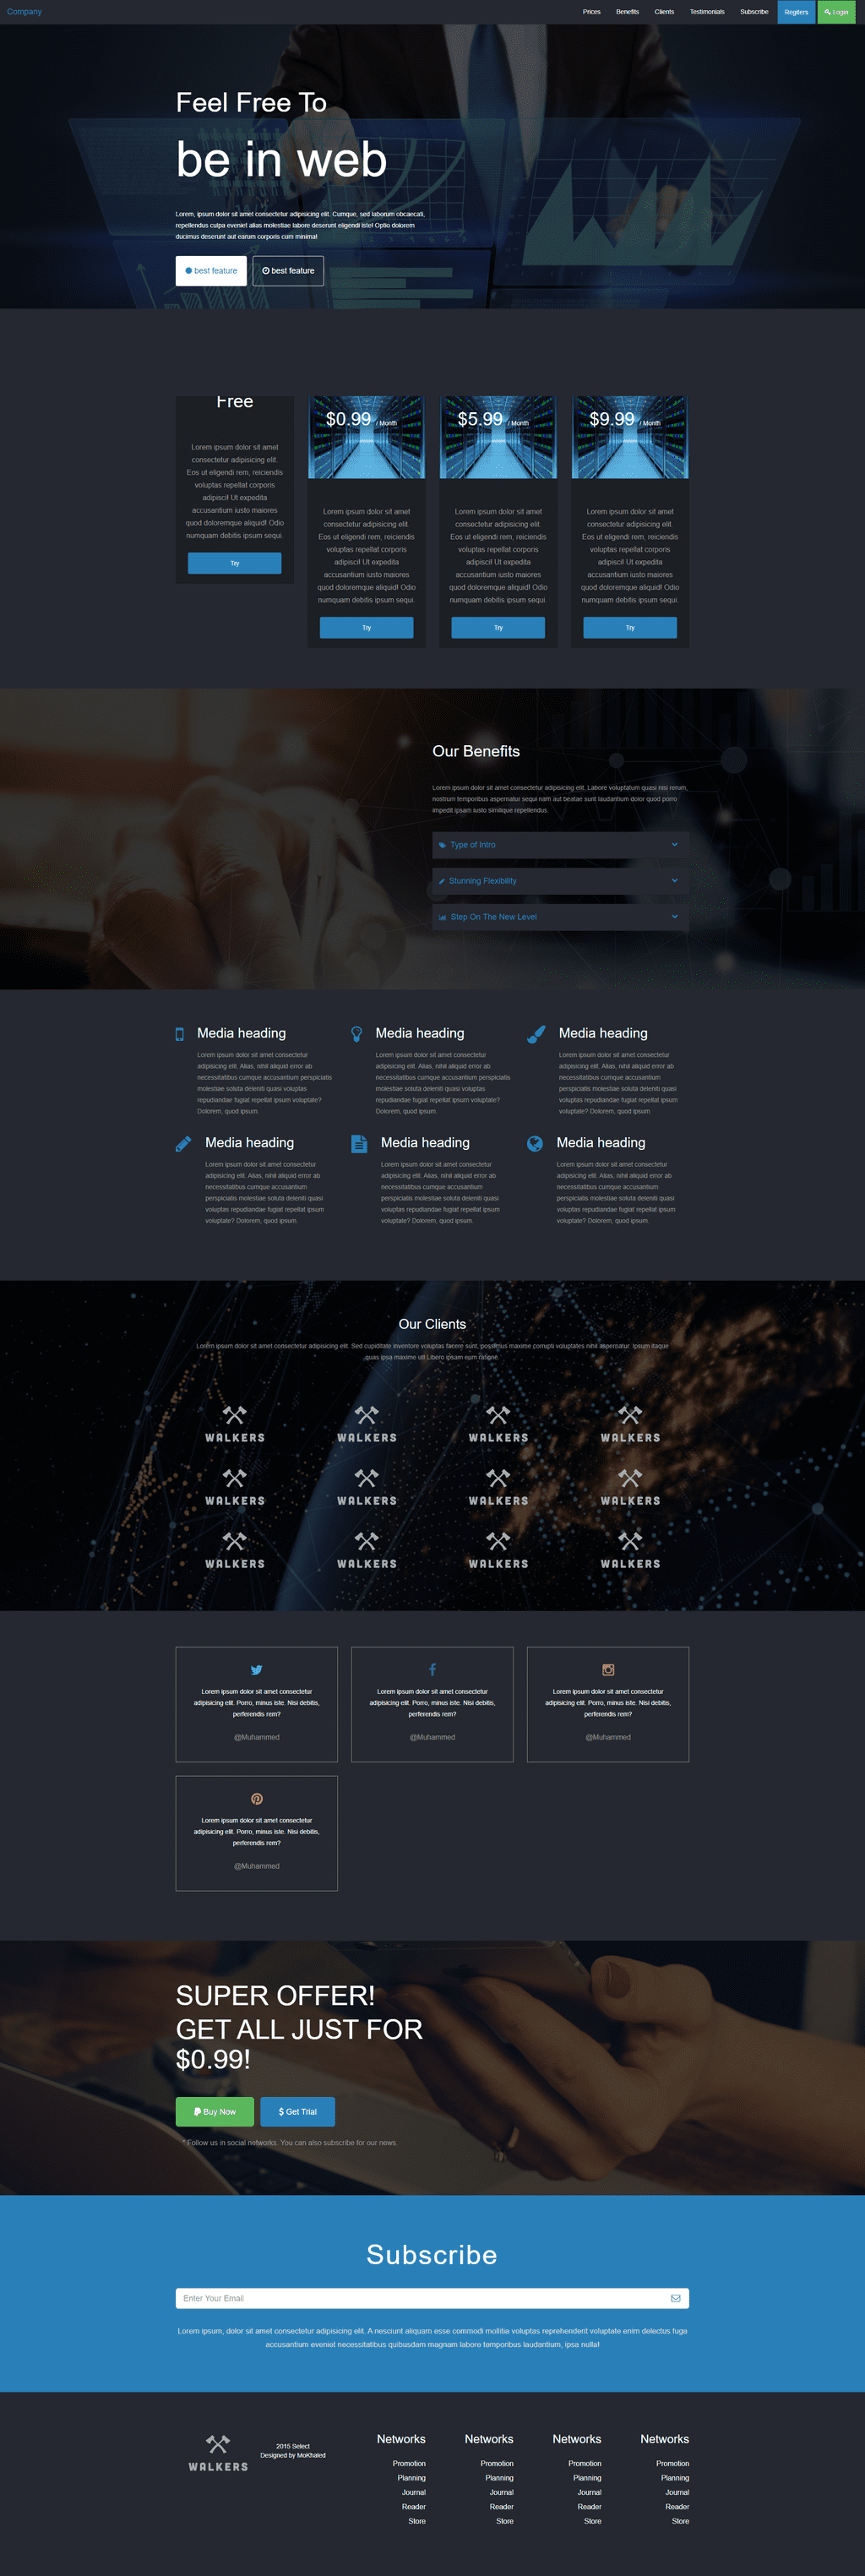 Company
Prices Benefits Clients Testimonials Subscribe Regiters Login
Feel Free To
be in web
Lorem, ipsum dolor sit amet consectetur adipisicing elit. Cumque, sed laborum obcaecati,
repellendus culpa eveniet alias molestiae labore deserunt eligendi iste! Optio dolorem
ducimus deserunt aut earum corporis cum minima!
best feature best feature
Free
Lorem ipsum dolor sit amet
consectetur adipisicing elit.
Eos ut eligendi rem, reiciendis
voluptas repellat corporis
adipisci! Ut expedita
accusantium iusto maiores
quod doloremque aliquid! Odio
numquam debitis ipsum sequi.
Try
$0.99 / Month
Lorem ipsum dolor sit amet
consectetur adipisicing elit.
Eos ut eligendi rem, reiciendis
voluptas repellat corporis
adipisci! Ut expedita
accusantium iusto maiores
quod doloremque aliquid! Odio
numquam debitis ipsum sequi.
Try
$5.99 / Month
Lorem ipsum dolor sit amet
consectetur adipisicing elit.
Eos ut eligendi rem, reiciendis
voluptas repellat corporis
adipisci! Ut expedita
accusantium iusto maiores
quod doloremque aliquid! Odio
numquam debitis ipsum sequi.
Try
$9.99 / Month
Lorem ipsum dolor sit amet
consectetur adipisicing elit.
Eos ut eligendi rem, reiciendis
voluptas repellat corporis
adipisci! Ut expedita
accusantium iusto maiores
quod doloremque aliquid! Odio
numquam debitis ipsum sequi.
Try
Our Benefits
Lorem ipsum dolor sit amet consectetur adipisicing elit. Labore voluptatum quasi nisi rerum,
nostrum temporibus aspernatur sequi nam aut beatae sunt laudantium dolor quod porro
impedit ipsam iusto similique repellendus.
Type of Intro
Stunning Flexibility
Step On The New Level
Media heading
Lorem ipsum dolor sit amet consectetur
adipisicing elit. Alias, nihil aliquid error ab
necessitatibus cumque accusantium perspiciatis
molestiae soluta deleniti quasi voluptas
repudiandae fugiat repellat ipsum voluptate?
Dolorem, quod ipsum.
Media heading
Lorem ipsum dolor sit amet consectetur
adipisicing elit. Alias, nihil aliquid error ab
necessitatibus cumque accusantium perspiciatis
molestiae soluta deleniti quasi voluptas
repudiandae fugiat repellat ipsum voluptate?
Dolorem, quod ipsum.
Media heading
Lorem ipsum dolor sit amet consectetur
adipisicing elit. Alias, nihil aliquid error ab
necessitatibus cumque accusantium
perspiciatis molestiae soluta deleniti quasi
voluptas repudiandae fugiat repellat ipsum
voluptate? Dolorem, quod ipsum.
Media heading
Lorem ipsum dolor sit amet consectetur
adipisicing elit. Alias, nihil aliquid error ab
necessitatibus cumque accusantium
perspiciatis molestiae soluta deleniti quasi
voluptas repudiandae fugiat repellat ipsum
voluptate? Dolorem, quod ipsum.
Media heading
Lorem ipsum dolor sit amet consectetur
adipisicing elit. Alias, nihil aliquid error ab
necessitatibus cumque accusantium
perspiciatis molestiae soluta deleniti quasi
voluptas repudiandae fugiat repellat ipsum
voluptate? Dolorem, quod ipsum.
Media heading
Lorem ipsum dolor sit amet consectetur
adipisicing elit. Alias, nihil aliquid error ab
necessitatibus cumque accusantium
perspiciatis molestiae soluta deleniti quasi
voluptas repudiandae fugiat repellat ipsum
voluptate? Dolorem, quod ipsum.
Our Clients
Lorem ipsum dolor sit amet consectetur adipisicing elit. Sed cupiditate inventore voluptas facere sunt, possimus maxime corrupti voluptates nihil aspernatur. Ipsum itaque
quas ipsa maxime ut! Libero ipsam eum ratione.
WALKERS WALKERS WALKERS WALKERS
WALKERS WALKERS WALKERS WALKERS
WALKERS WALKERS WALKERS WALKERS
Lorem ipsum dolor sit amet consectetur
adipisicing elit. Porro, minus iste. Nisi debitis,
perferendis rem?
@Muhammed
Lorem ipsum dolor sit amet consectetur
adipisicing elit. Porro, minus iste. Nisi debitis,
perferendis rem?
@Muhammed
Lorem ipsum dolor sit amet consectetur
adipisicing elit. Porro, minus iste. Nisi debitis,
perferendis rem?
@Muhammed
Lorem ipsum dolor sit amet consectetur
adipisicing elit. Porro, minus iste. Nisi debitis,
perferendis rem?
@Muhammed
SUPER OFFER!
GET ALL JUST FOR
$0.99!
Buy Now $ Get Trial
* Follow us in social networks. You can also subscribe for our news.
Subscribe
Enter Your Email
Lorem ipsum, dolor sit amet consectetur adipisicing elit. A nesciunt aliquam esse commodi mollitia voluptas reprehenderit voluptate enim delectus fuga
accusantium eveniet necessitatibus quibusdam magnam labore temporibus laudantium, ipsa nulla!
WALKERS
2015 Select
Designed by MoKhaled
Networks
Promotion
Planning
Journal
Reader
Store
Networks
Promotion
Planning
Journal
Reader
Store
Networks
Promotion
Planning
Journal
Reader
Store
Networks
Promotion
Planning
Journal
Reader
Store